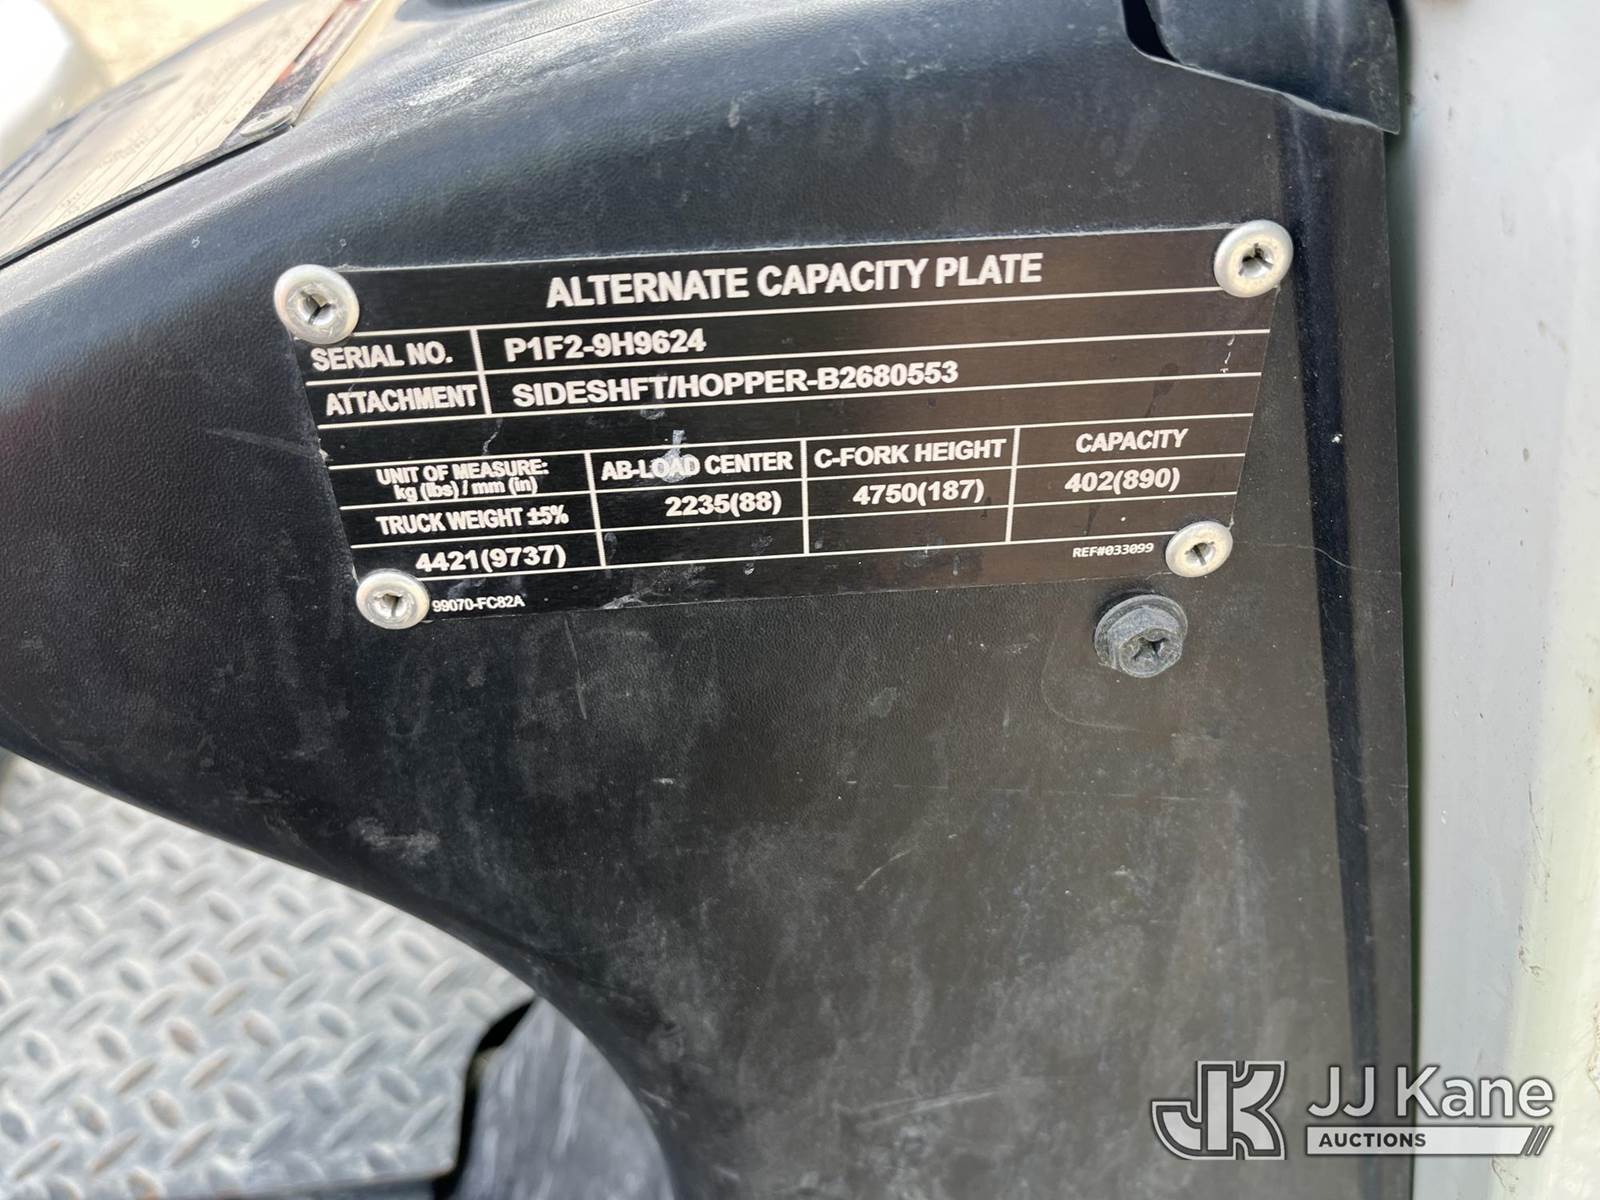 ALTERNATE CAPACITY PLATE
SERIAL NO. P1F2-9H9624
ATTACHMENT SIDESHFT/HOPPER-B2680553
UNIT OF MEASURE: AB-LOAD CENTER C-FORK HEIGHT CAPACITY
kg (lbs) / mm (in)
TRUCK WEIGHT ±5% 2235(88) 4750(187) 402(890)
4421(9737)
99070-FC82A REF#033099
JK JJ Kane
AUCTIONS